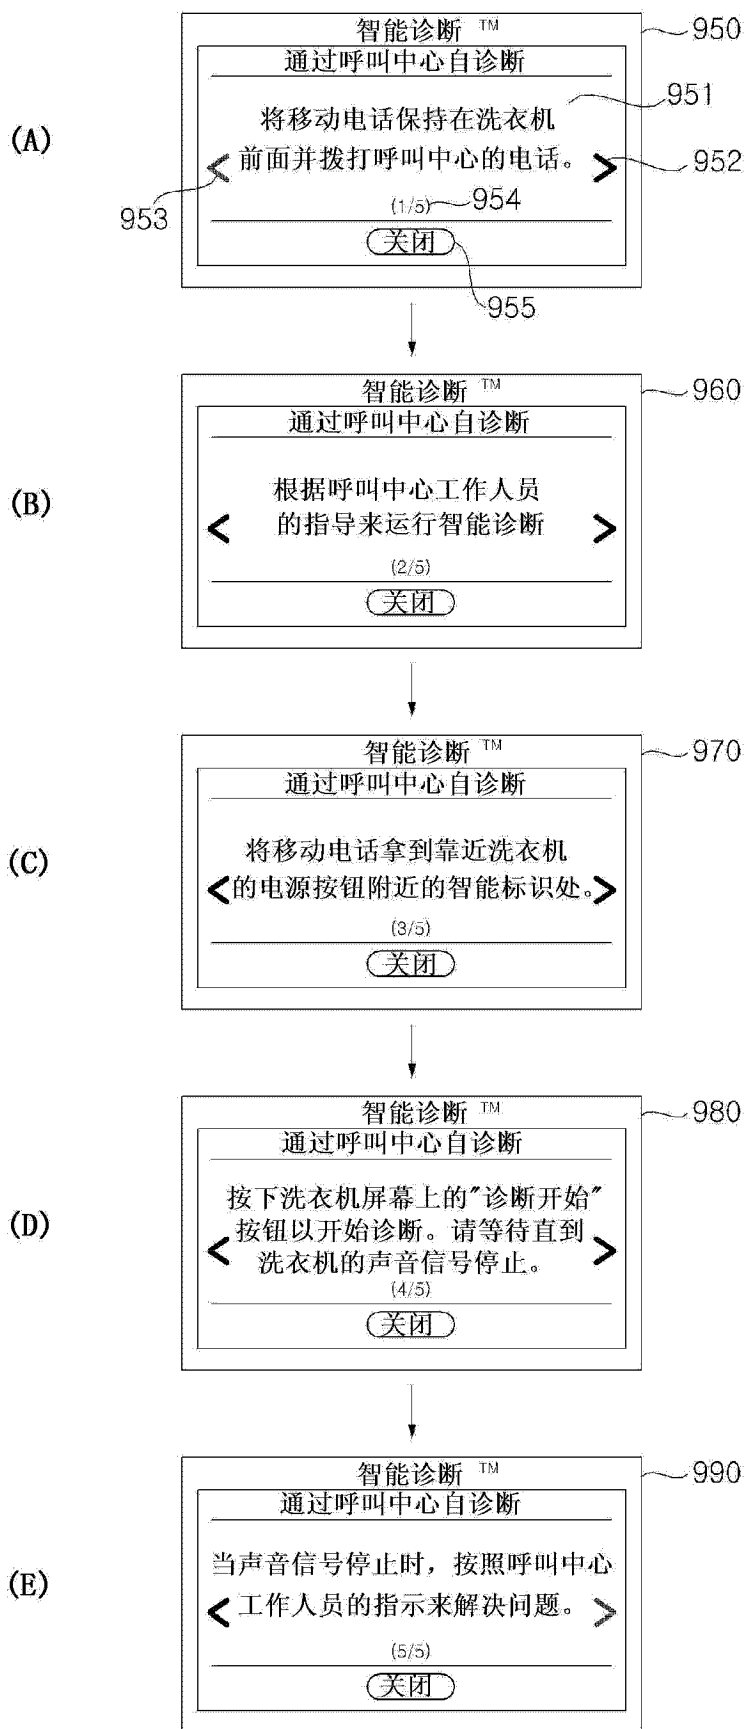 智能诊断 TM
950
通过呼叫中心自诊断
951
(A)
将移动电话保持在洗衣机
前面并拨打呼叫中心的电话。
< >
952
953
(1/5)
954
关闭
955
智能诊断 TM
960
通过呼叫中心自诊断
(B)
根据呼叫中心工作人员
的指导来运行智能诊断
< >
(2/5)
关闭
智能诊断 TM
970
通过呼叫中心自诊断
(C)
将移动电话拿到靠近洗衣机
的电源按钮附近的智能标识处。
< >
(3/5)
关闭
智能诊断 TM
980
通过呼叫中心自诊断
(D)
按下洗衣机屏幕上的"诊断开始"
按钮以开始诊断。请等待直到
洗衣机的声音信号停止。
< >
(4/5)
关闭
智能诊断 TM
990
通过呼叫中心自诊断
(E)
当声音信号停止时，按照呼叫中心
工作人员的指示来解决问题。
< >
(5/5)
关闭